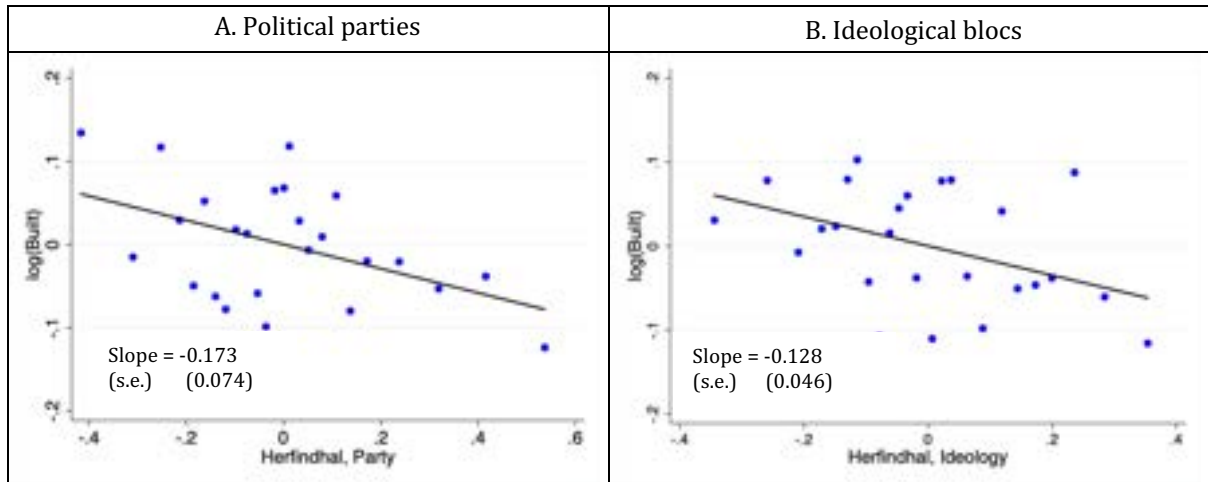 A. Political parties
B. Ideological blocs
log(Built)
.2
.1
0
-.1
-.2
Slope = -0.173
(s.e.) (0.074)
-.4
-.2
0
.2
.4
.6
Herfindhal, Party
log(Built)
.2
.1
0
-.1
-.2
Slope = -0.128
(s.e.) (0.046)
-.4
-.2
0
.2
.4
Herfindhal, Ideology